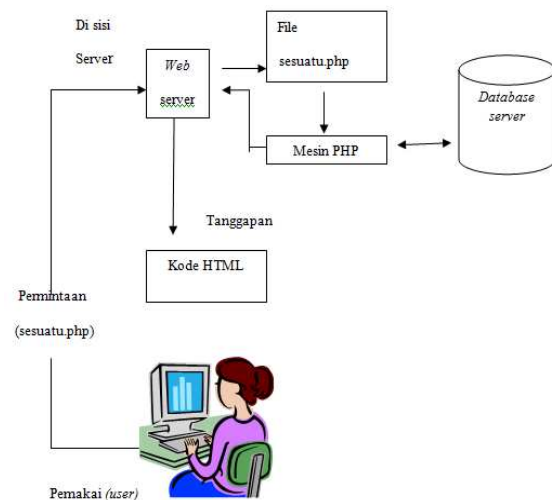 Di sisi
Server
Web
server
File
sesuatu.php
Database
server
Mesin PHP
Tanggapan
Kode HTML
Permintaan
(sesuatu.php)
Pemakai (user)